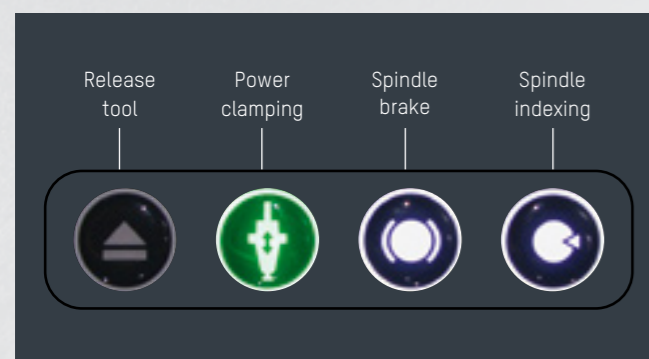 Release
tool
Power
clamping
Spindle
brake
Spindle
indexing